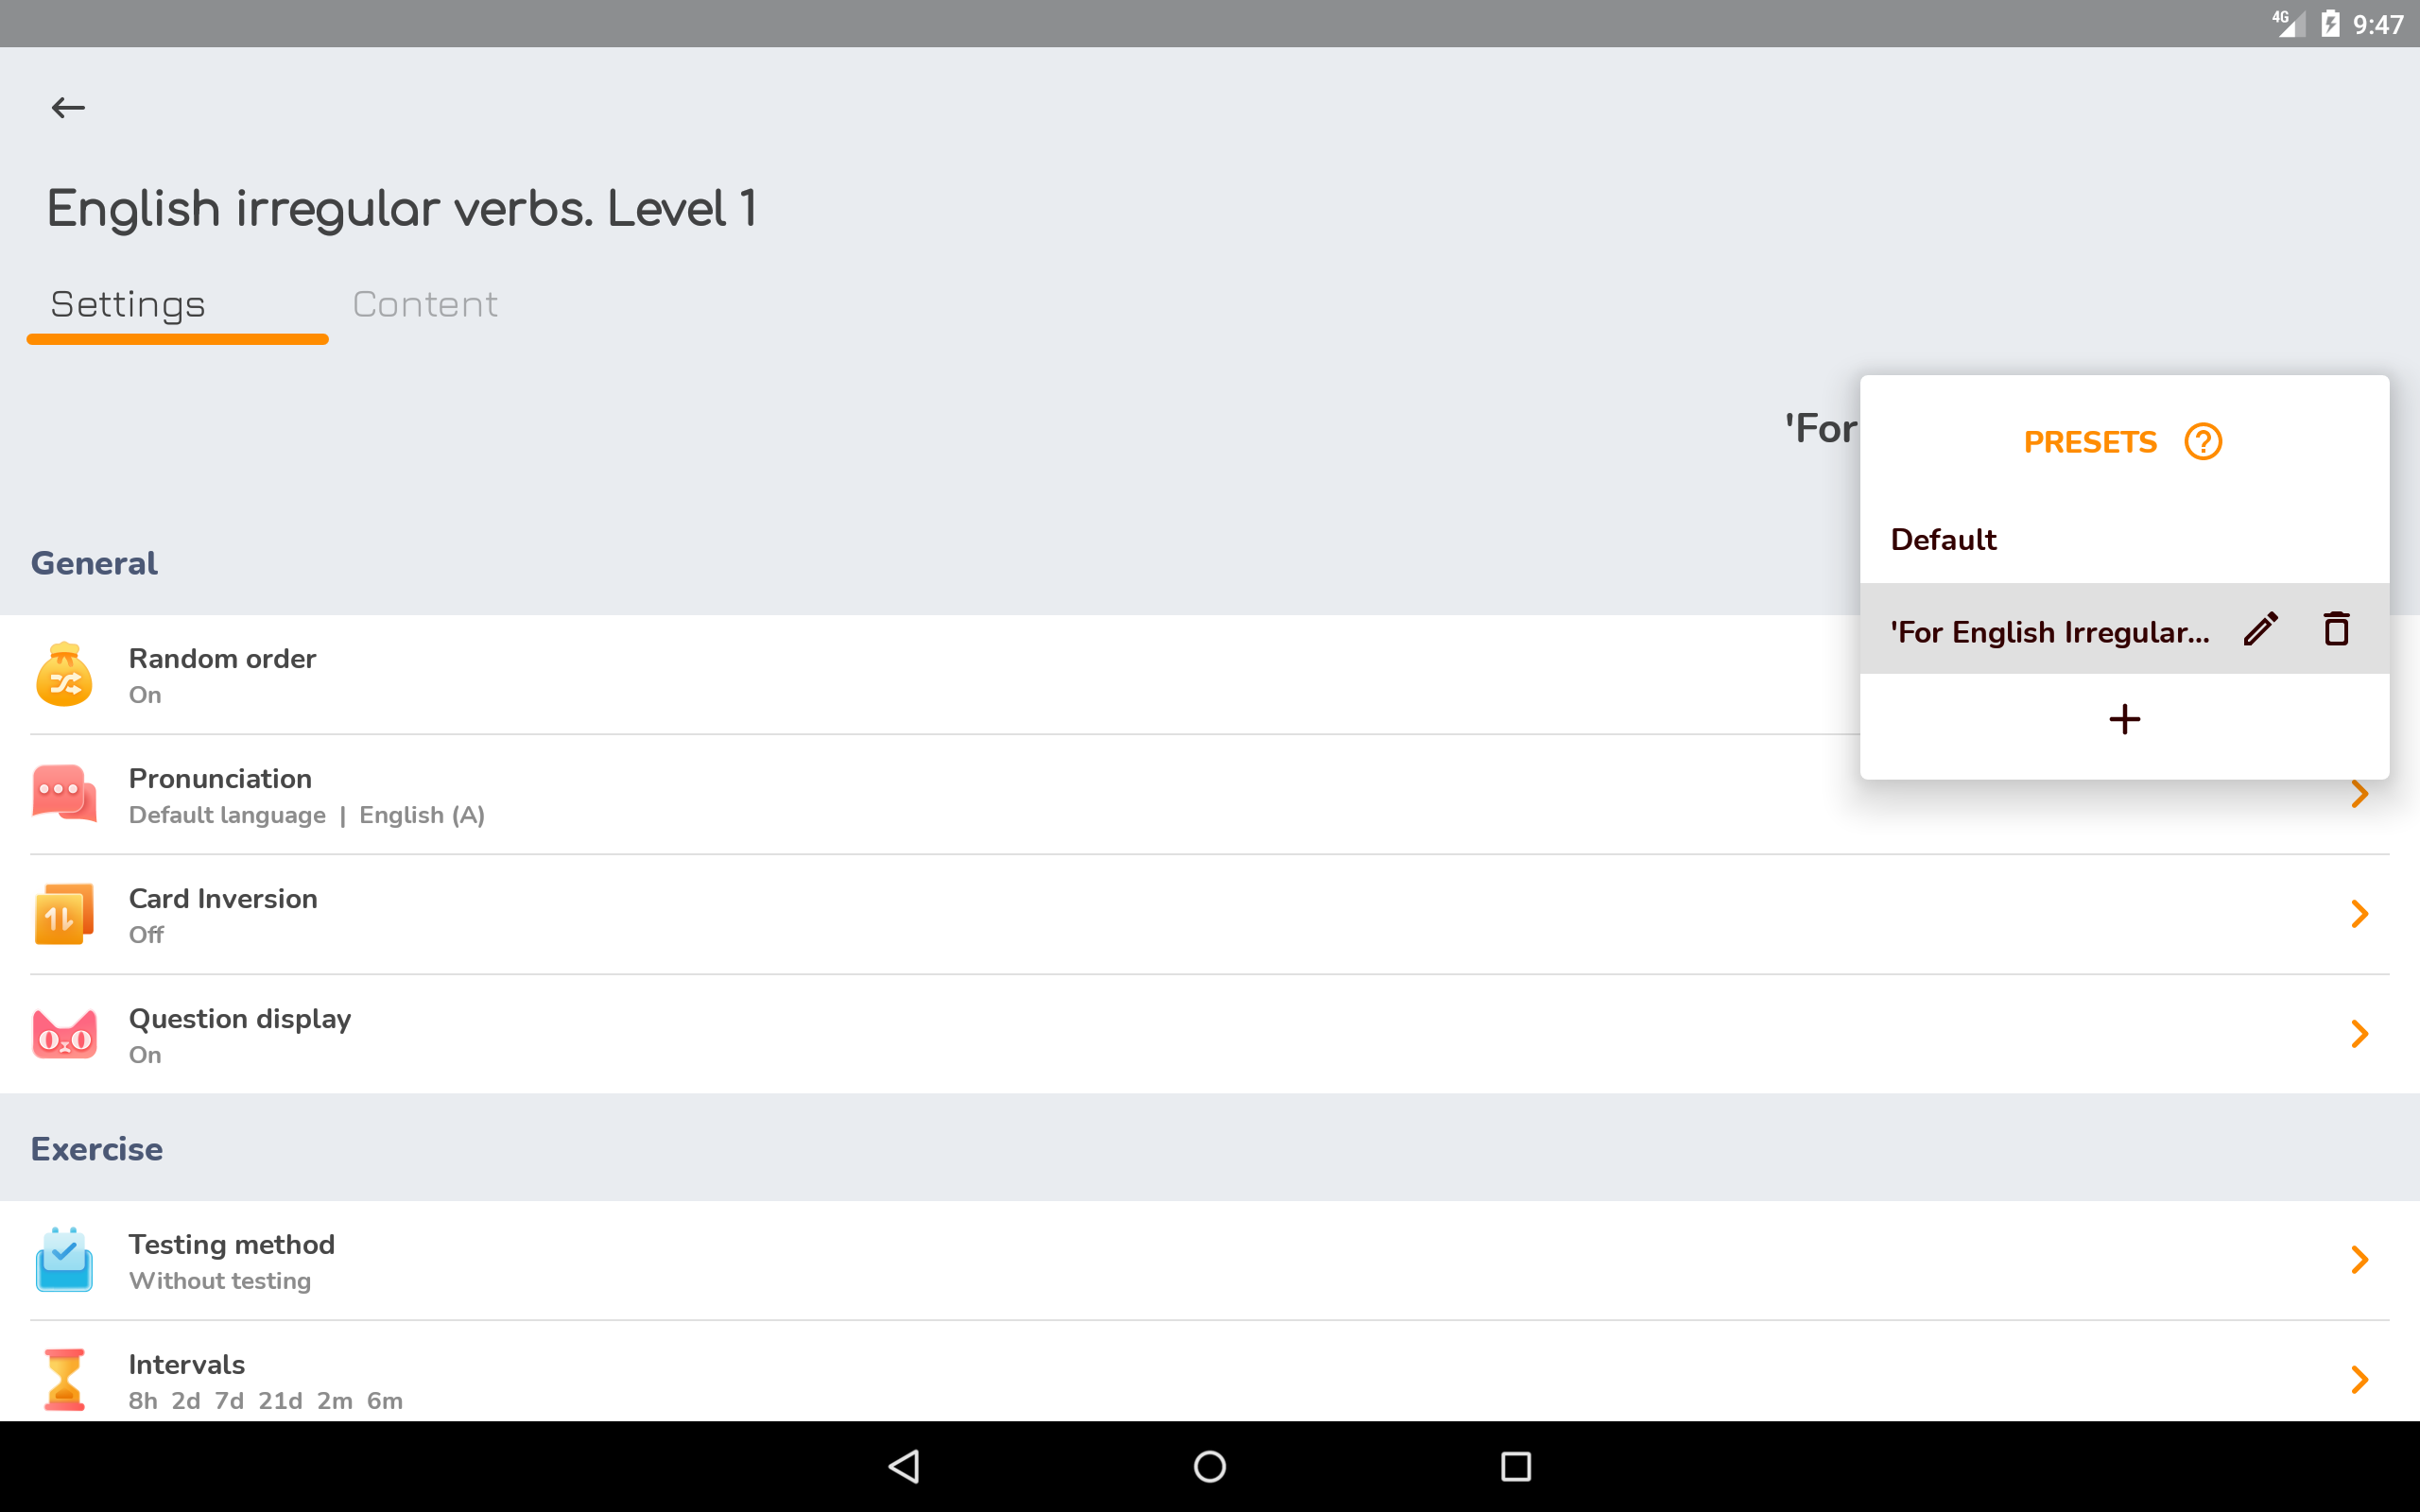 4G 9:47
English irregular verbs. Level 1
Settings Content
'For
PRESETS
Default
'For English Irregular...
General
Random order
On
Pronunciation
Default language | English (A)
Card Inversion
Off
Question display
On
Exercise
Testing method
Without testing
Intervals
8h 2d 7d 21d 2m 6m